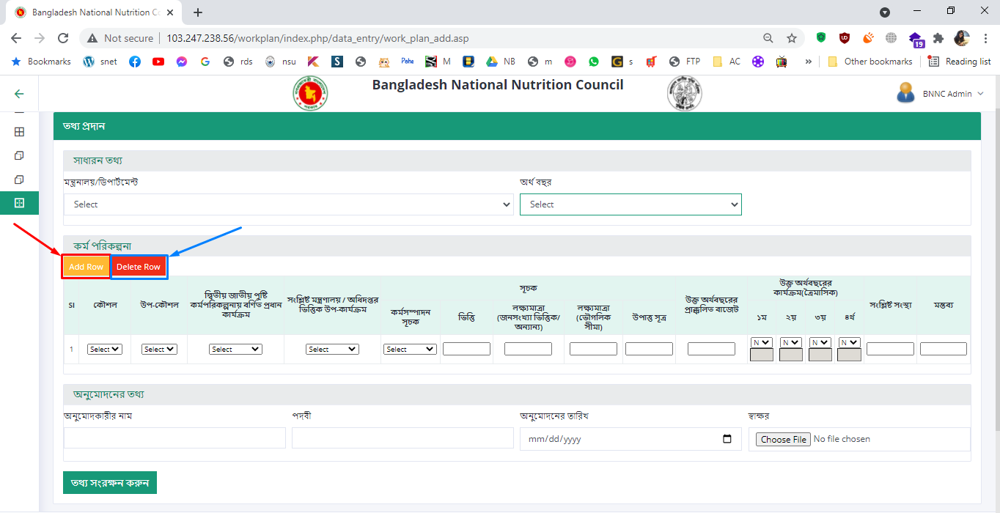 Bangladesh National Nutrition Co
Not secure
103.247.238.56/workplan/index.php/data_entry/work_plan_add.asp
19
Bookmarks
snet
rds
nsu
Pathe
M
NB
m
s
FTP
AC
»
Other bookmarks
Reading list
Bangladesh National Nutrition Council
BNNC Admin
তথ্য প্রদান
সাধারন তথ্য
মন্ত্রনালয়/ডিপার্টমেন্ট
অর্থ বছর
Select
Select
কর্ম পরিকল্পনা
Add Row
Delete Row
Sl
কৌশল
উপ-কৌশল
দ্বিতীয় জাতীয় পুষ্টি
কর্মপরিকল্পনায় বর্ণিত প্রধান
কার্যক্রম
সংশ্লিষ্ট মন্ত্রণালয় / অধিদপ্তর
ভিত্তিক উপ-কার্যক্রম
সূচক
কর্মসম্পাদন
সূচক
ভিত্তি
লক্ষ্যমাত্রা
(জনসংখ্যা ভিত্তিক/
অন্যান্য)
লক্ষ্যমাত্রা
(ভৌগলিক
সীমা)
উপাত্ত সূত্র
উক্ত অর্থবছরের
প্রাক্কলিত বাজেট
উক্ত অর্থবছরের
কার্যক্রম(ত্রৈমাসিক)
১ম
২য়
৩য়
৪র্থ
সংশ্লিষ্ট সংস্থা
মন্তব্য
1
Select
Select
Select
Select
Select
N
N
N
N
অনুমোদনের তথ্য
অনুমোদকারীর নাম
পদবী
অনুমোদনের তারিখ
স্বাক্ষর
mm/dd/yyyy
Choose File
No file chosen
তথ্য সংরক্ষন করুন